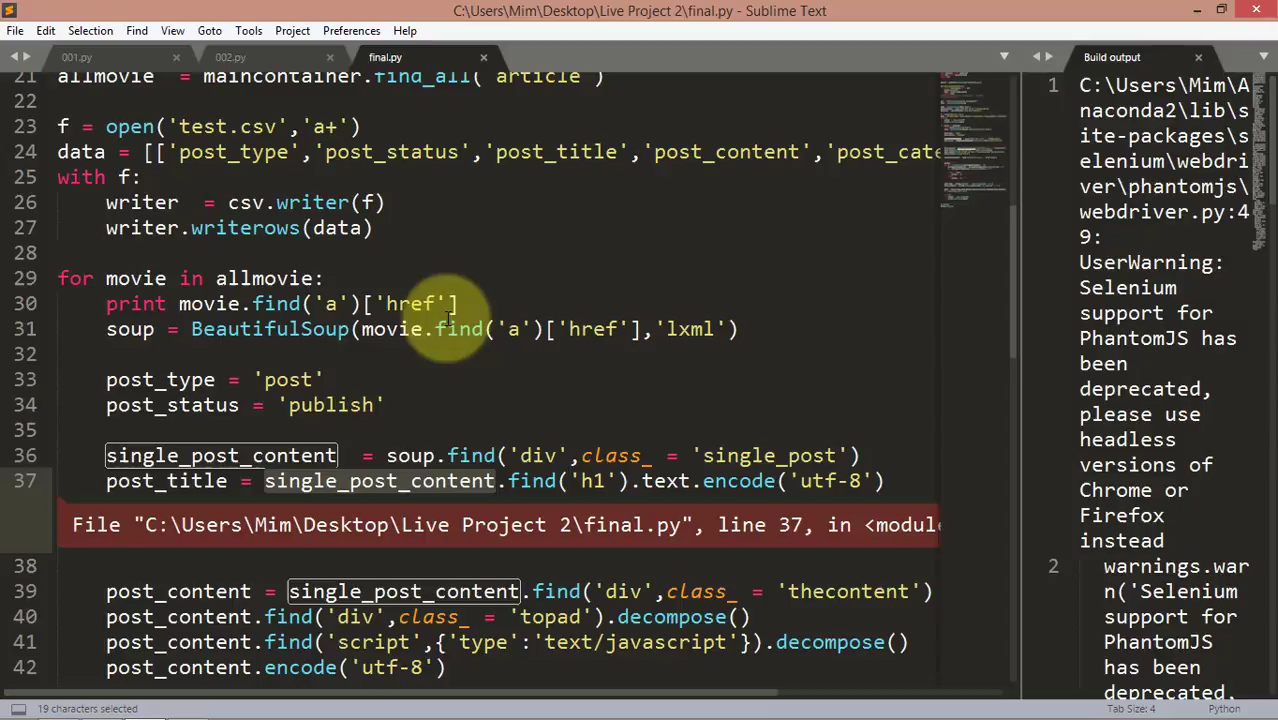 C:\Users\Mim\Desktop\Live Project 2\final.py - Sublime Text
File Edit Selection Find View Goto Tools Project Preferences Help
001.py 002.py final.py Build output
21 allmovie = maincontainer.find_all('article')
22
23 f = open('test.csv','a+')
24 data = [['post_type','post_status','post_title','post_content','post_cate
25 with f:
26 writer = csv.writer(f)
27 writer.writerows(data)
28
29 for movie in allmovie:
30 print movie.find('a')['href']
31 soup = BeautifulSoup(movie.find('a')['href'],'lxml')
32
33 post_type = 'post'
34 post_status = 'publish'
35
36 single_post_content = soup.find('div',class_ = 'single_post')
37 post_title = single_post_content.find('h1').text.encode('utf-8')
File "C:\Users\Mim\Desktop\Live Project 2\final.py", line 37, in <module
38
39 post_content = single_post_content.find('div',class_ = 'thecontent')
40 post_content.find('div',class_ = 'topad').decompose()
41 post_content.find('script',{'type':'text/javascript'}).decompose()
42 post_content.encode('utf-8')
1 C:\Users\Mim\A
naconda2\lib\s
ite-packages\s
elenium\webdri
ver\phantomjs\
webdriver.py:4
9:
UserWarning:
Selenium
support for
PhantomJS has
been
deprecated,
please use
headless
versions of
Chrome or
Firefox
instead
2 warnings.war
n('Selenium
support for
PhantomJS
has been
deprecated,
19 characters selected
Tab Size: 4 Python